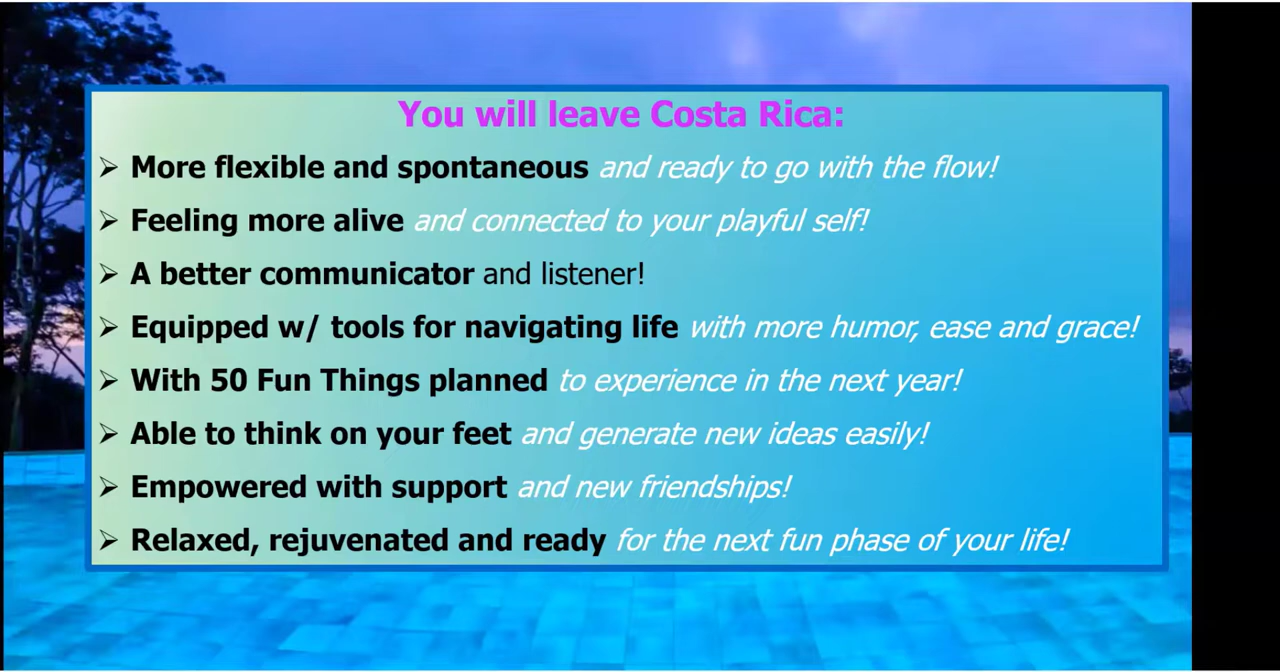 You will leave Costa Rica:
➢ More flexible and spontaneous and ready to go with the flow!
➢ Feeling more alive and connected to your playful self!
➢ A better communicator and listener!
➢ Equipped w/ tools for navigating life with more humor, ease and grace!
➢ With 50 Fun Things planned to experience in the next year!
➢ Able to think on your feet and generate new ideas easily!
➢ Empowered with support and new friendships!
➢ Relaxed, rejuvenated and ready for the next fun phase of your life!